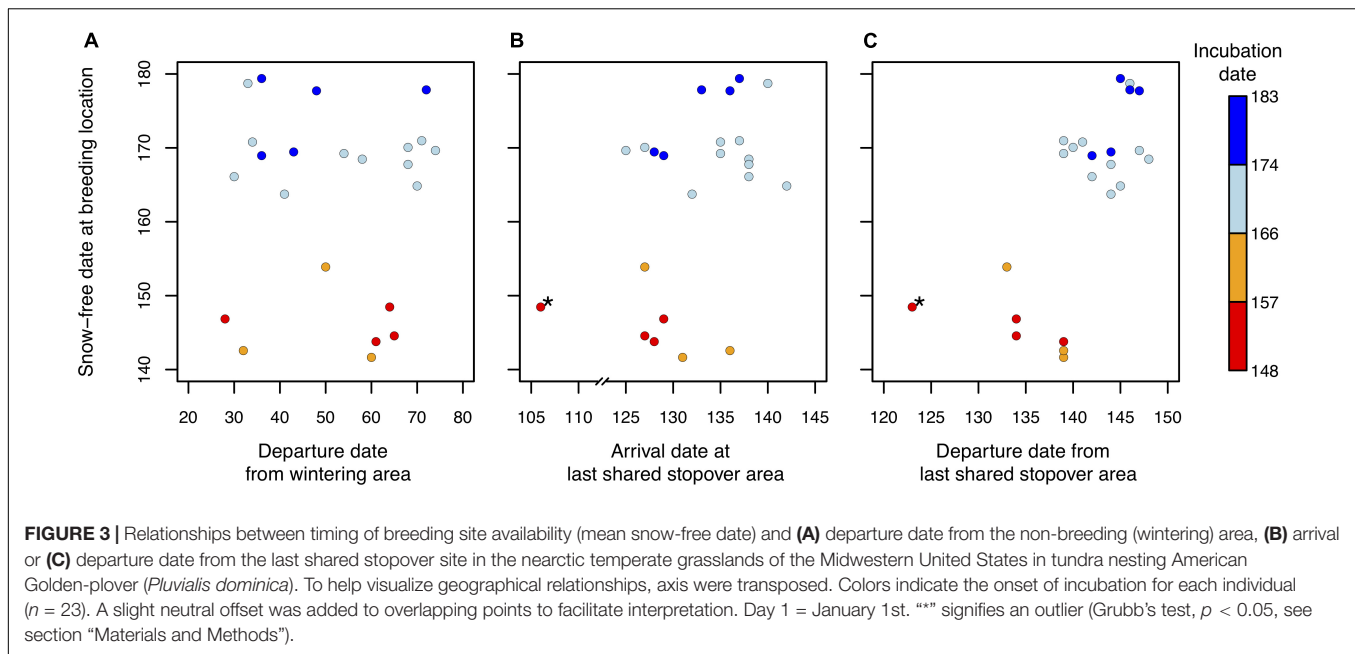 A
B
C
Incubation
date
Snow−free date at breeding location
180
170
160
150
140
183
174
166
157
148
*
*
20 30 40 50 60 70 80
105 110 125 130 135 140 145
120 125 130 135 140 145 150
Departure date
from wintering area
Arrival date at
last shared stopover area
Departure date from
last shared stopover area
FIGURE 3 | Relationships between timing of breeding site availability (mean snow-free date) and (A) departure date from the non-breeding (wintering) area, (B) arrival
or (C) departure date from the last shared stopover site in the nearctic temperate grasslands of the Midwestern United States in tundra nesting American
Golden-plover (Pluvialis dominica). To help visualize geographical relationships, axis were transposed. Colors indicate the onset of incubation for each individual
(n = 23). A slight neutral offset was added to overlapping points to facilitate interpretation. Day 1 = January 1st. “*” signifies an outlier (Grubb’s test, p < 0.05, see
section “Materials and Methods”).